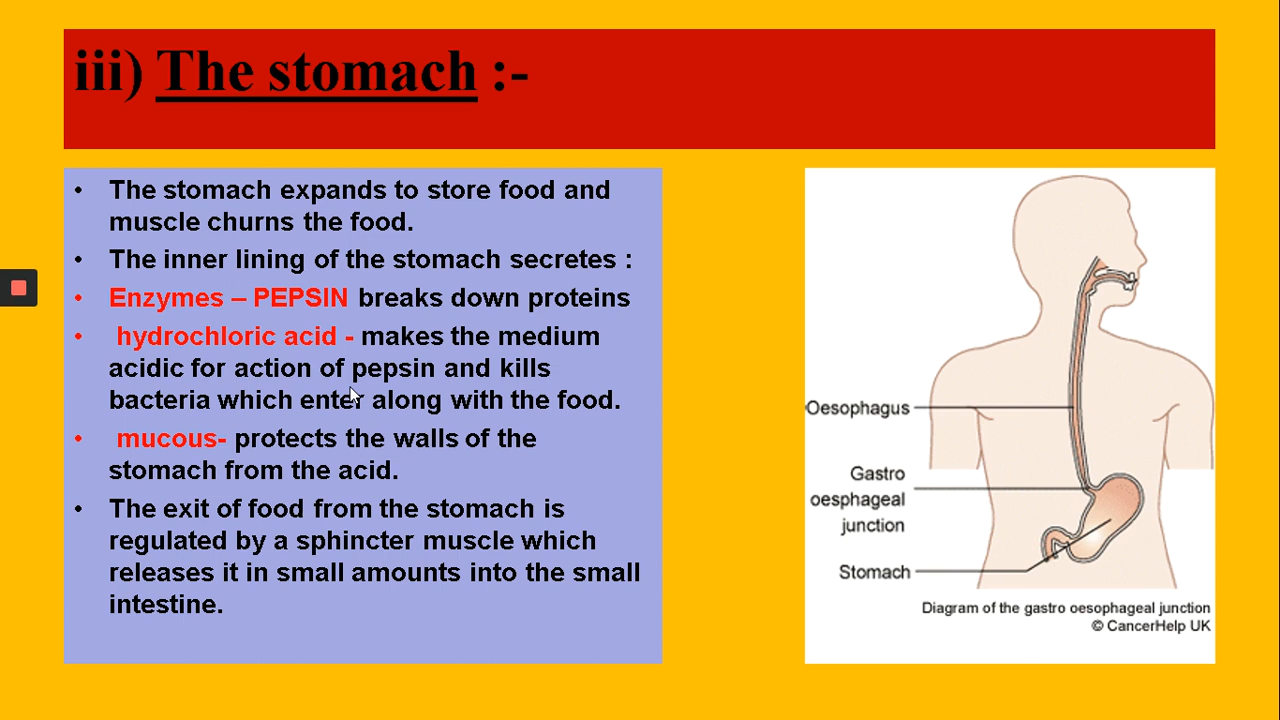 iii) The stomach :-
• The stomach expands to store food and
muscle churns the food.
• The inner lining of the stomach secretes :
• Enzymes – PEPSIN breaks down proteins
• hydrochloric acid - makes the medium
acidic for action of pepsin and kills
bacteria which enter along with the food.
• mucous- protects the walls of the
stomach from the acid.
• The exit of food from the stomach is
regulated by a sphincter muscle which
releases it in small amounts into the small
intestine.
Oesophagus
Gastro
oesphageal
junction
Stomach
Diagram of the gastro oesophageal junction
© CancerHelp UK